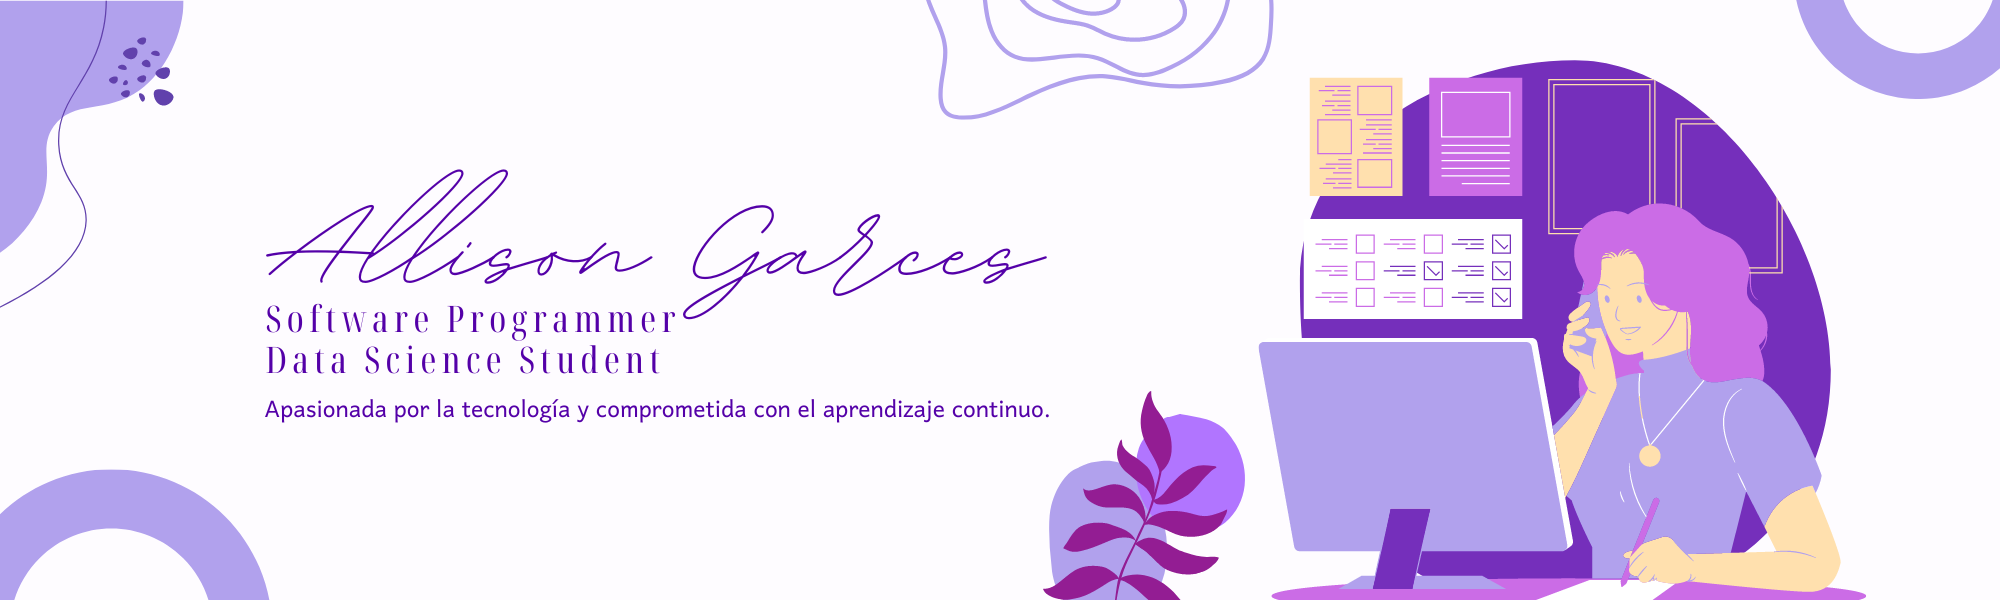 Allison Garces
Software Programmer
Data Science Student
Apasionada por la tecnología y comprometida con el aprendizaje continuo.